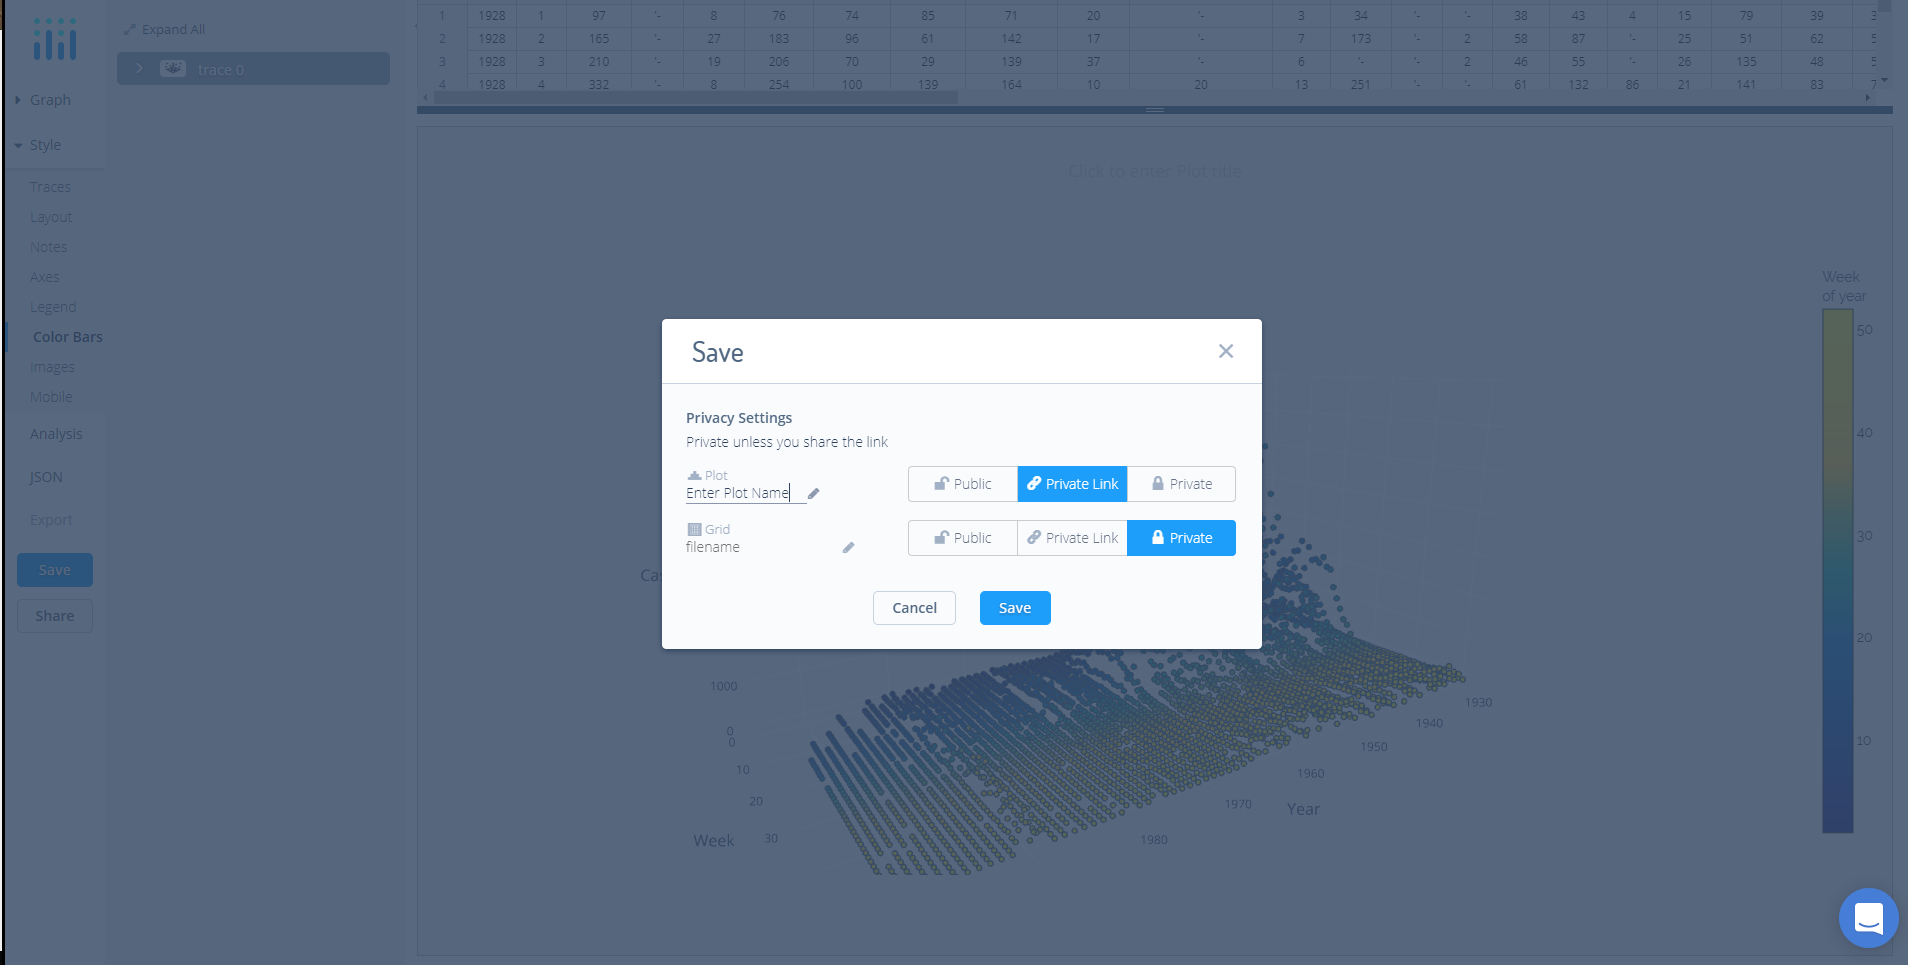 Expand All
trace 0
Graph
Style
Traces
Layout
Notes
Axes
Legend
Color Bars
Images
Mobile
Analysis
JSON
Export
Save
Share
1 1928 1 97 '- 8 76 74 85 71 20 '- 3 34 '- '- 38 43 4 15 79 39
2 1928 2 165 '- 27 183 96 61 142 17 '- 7 173 '- 2 58 87 '- 25 51 62
3 1928 3 210 '- 19 206 70 29 139 37 '- 6 '- '- 2 46 55 '- 26 135 48
4 1928 4 332 '- 8 254 100 139 164 10 20 13 251 '- '- 61 132 86 21 141 83
Click to enter Plot title
Save
Privacy Settings
Private unless you share the link
Plot
Enter Plot Name
Public Private Link Private
Grid
filename
Public Private Link Private
Cancel Save
Week
of year
50
40
30
20
10
Cas
1000
0
0
10
20
30
Week
1930
1940
1950
1960
1970
1980
Year